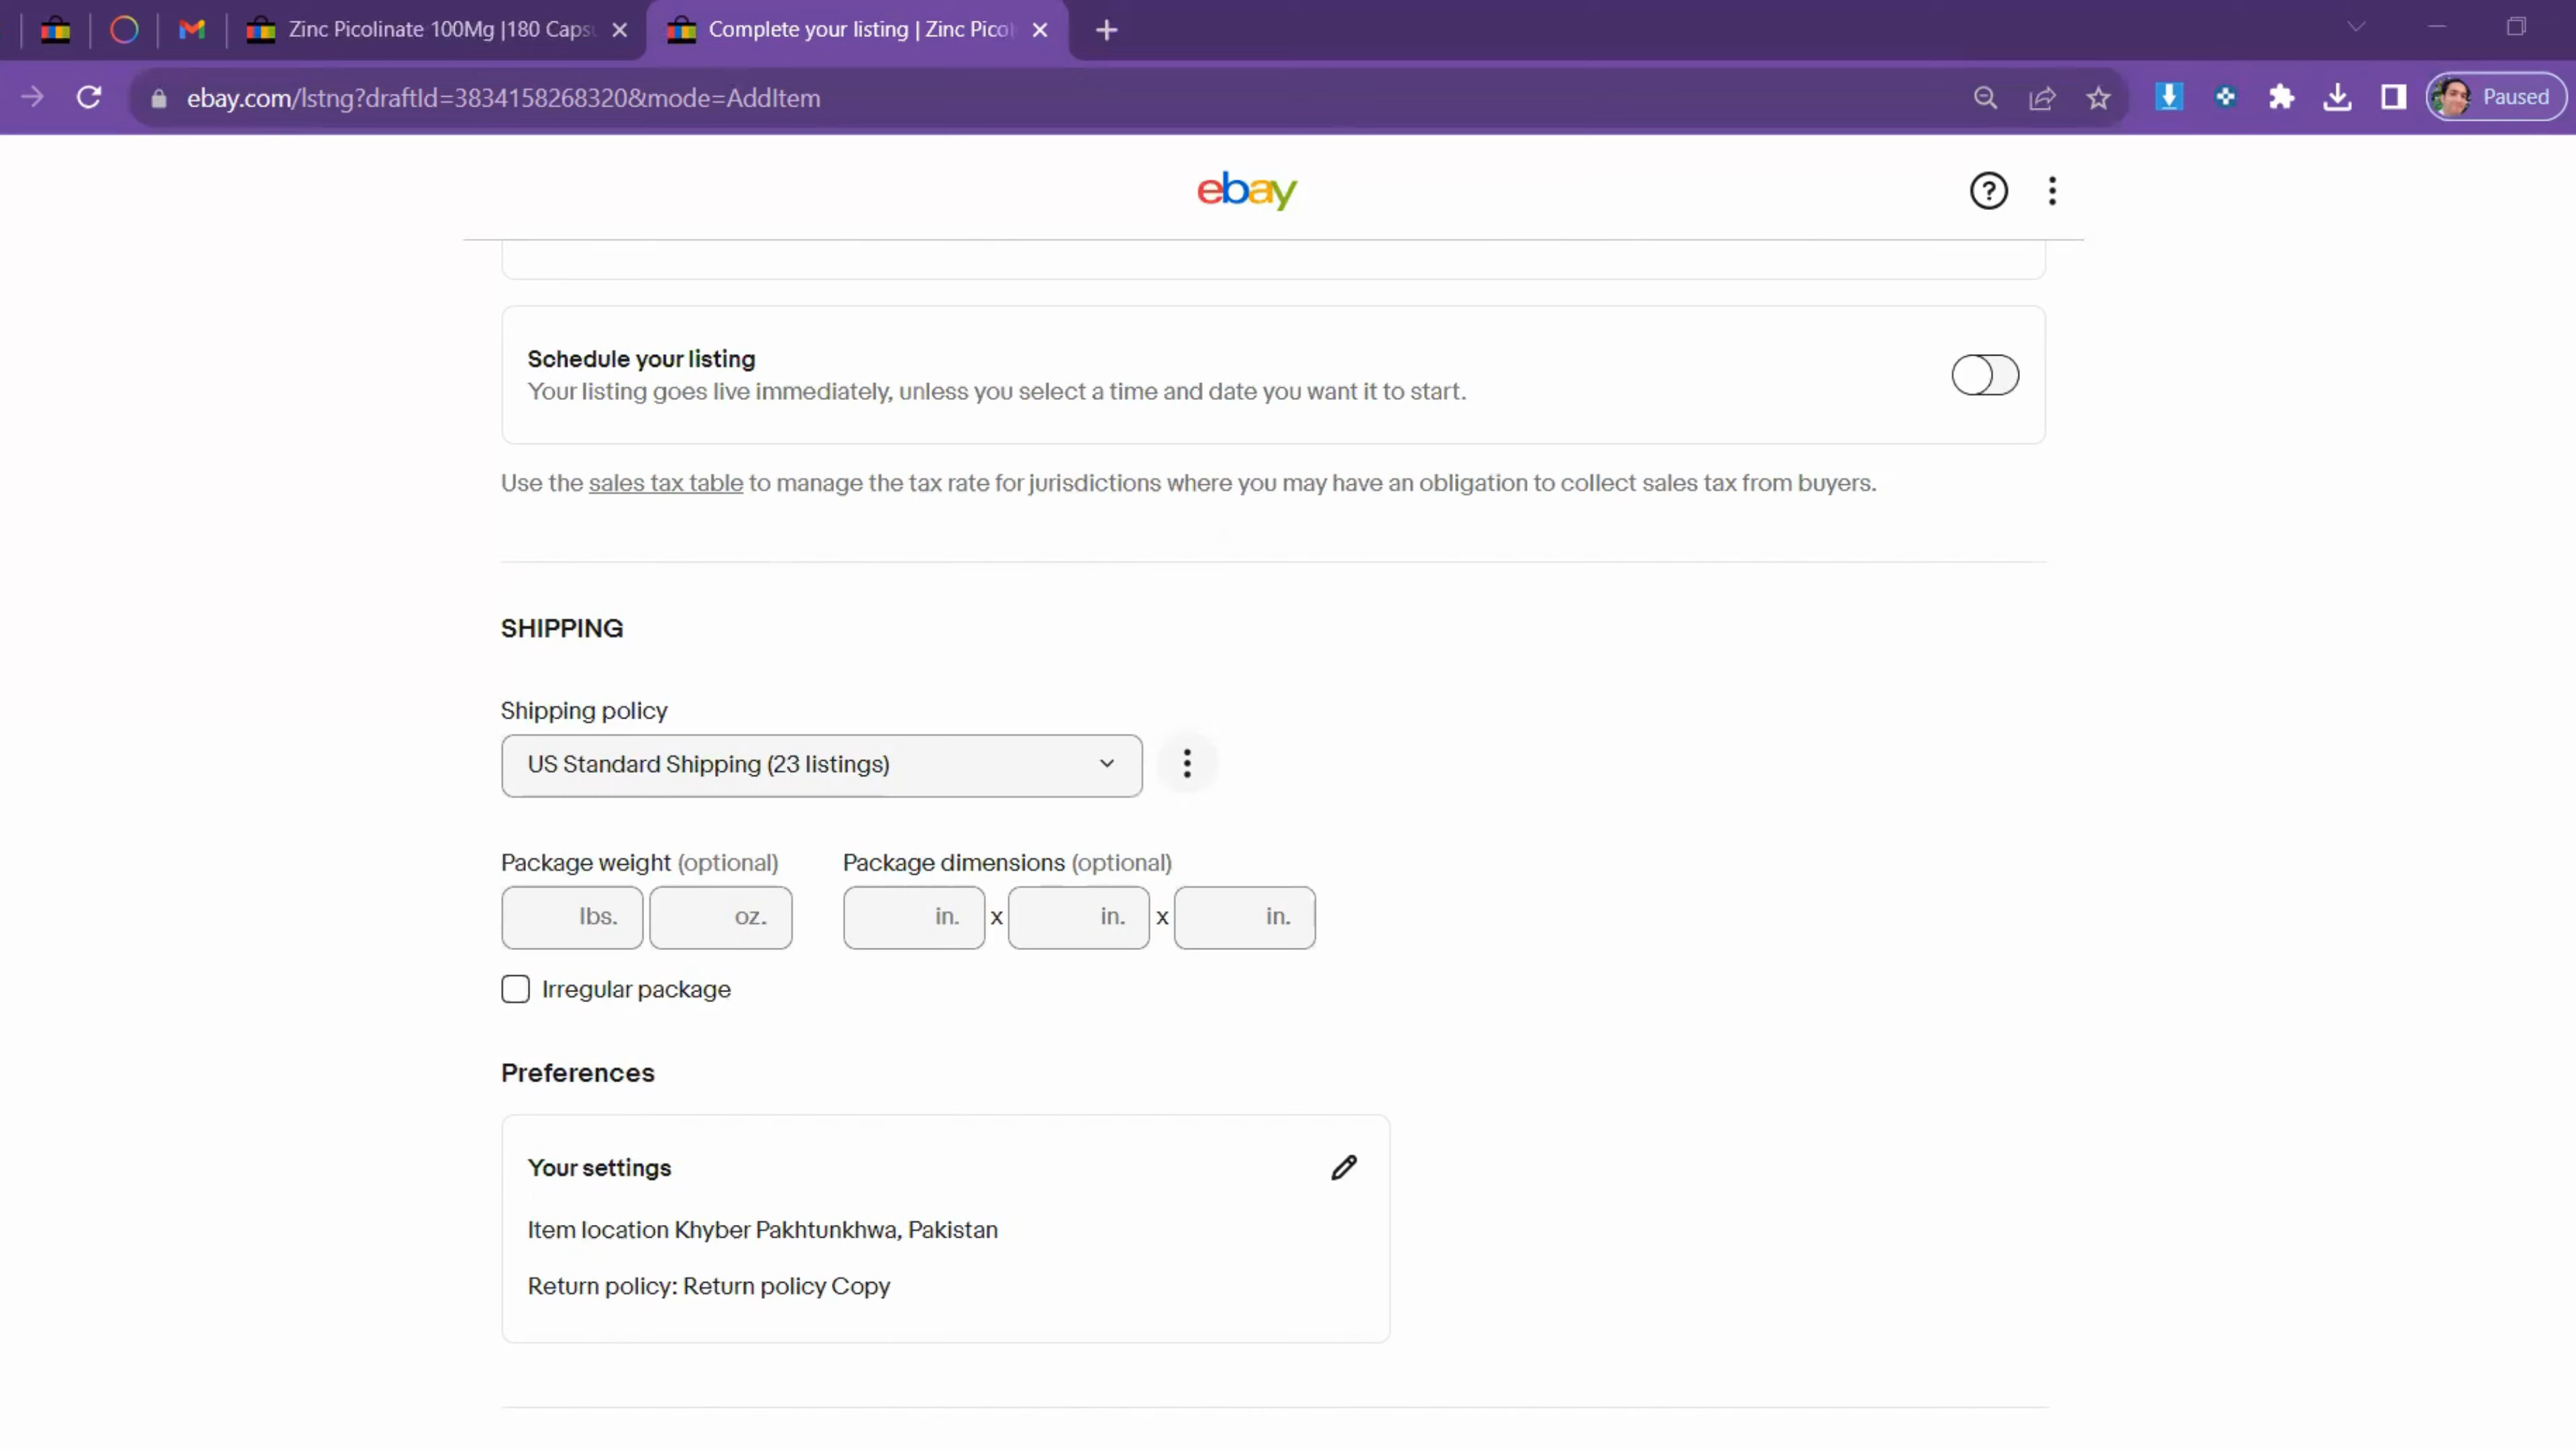 Zinc Picolinate 100Mg |180 Caps
Complete your listing | Zinc Pico
ebay.com/lstng?draftId=3834158268320&mode=AddItem
Paused
ebay
Schedule your listing
Your listing goes live immediately, unless you select a time and date you want it to start.
Use the sales tax table to manage the tax rate for jurisdictions where you may have an obligation to collect sales tax from buyers.
SHIPPING
Shipping policy
US Standard Shipping (23 listings)
Package weight (optional) Package dimensions (optional)
lbs. oz. in. x in. x in.
Irregular package
Preferences
Your settings
Item location Khyber Pakhtunkhwa, Pakistan
Return policy: Return policy Copy